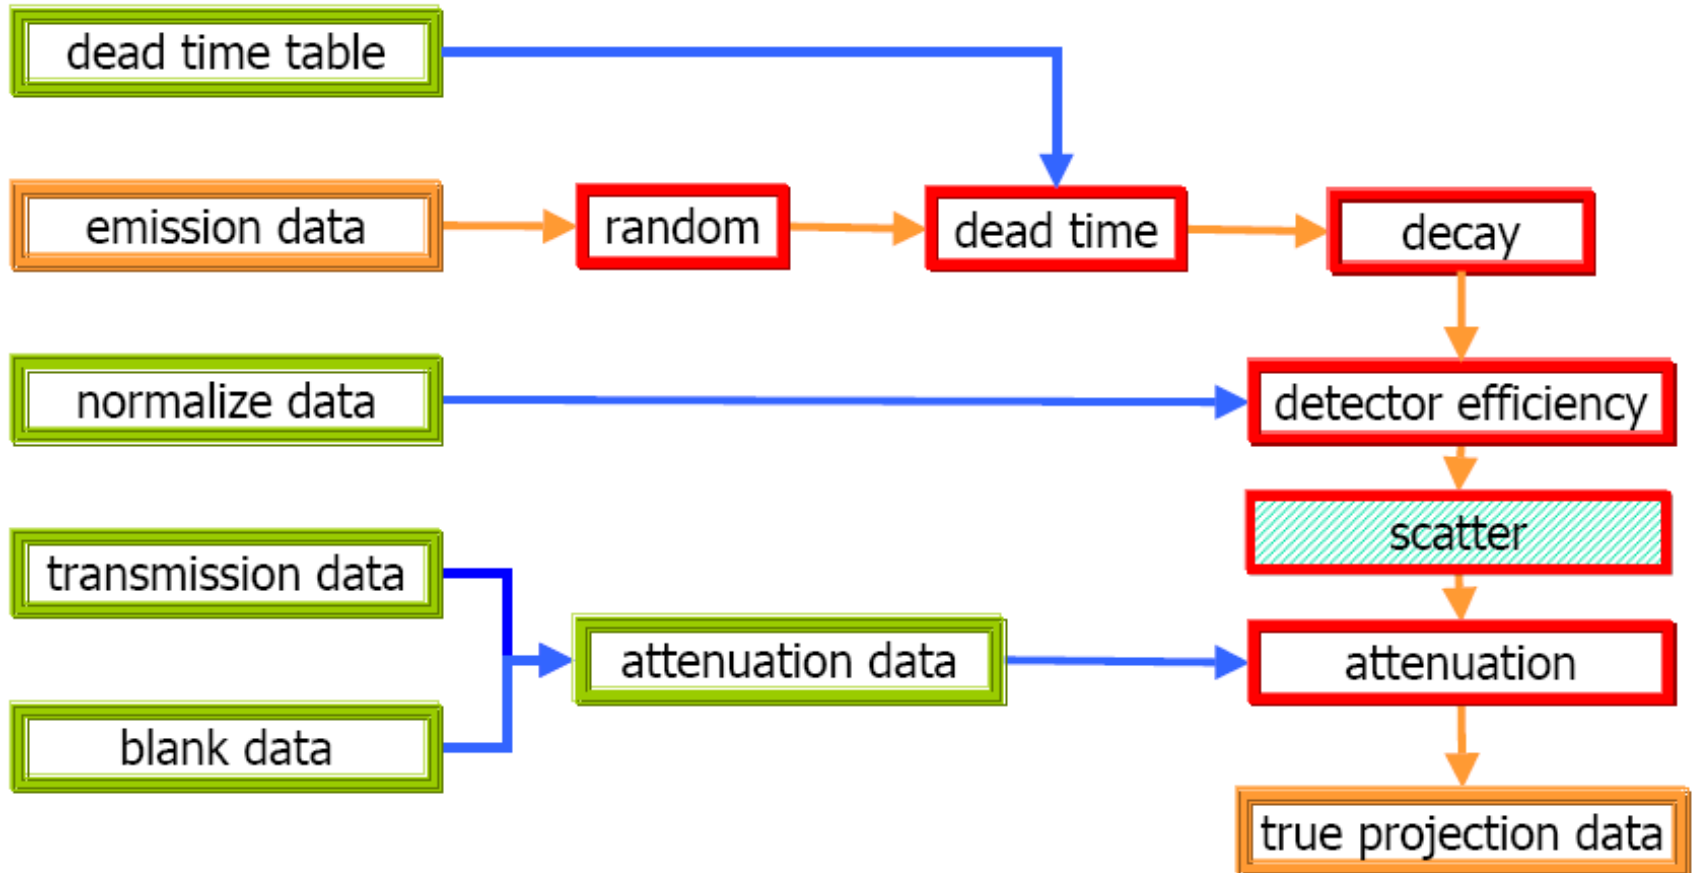 dead time table
emission data
random
dead time
decay
normalize data
detector efficiency
scatter
transmission data
attenuation data
attenuation
blank data
true projection data